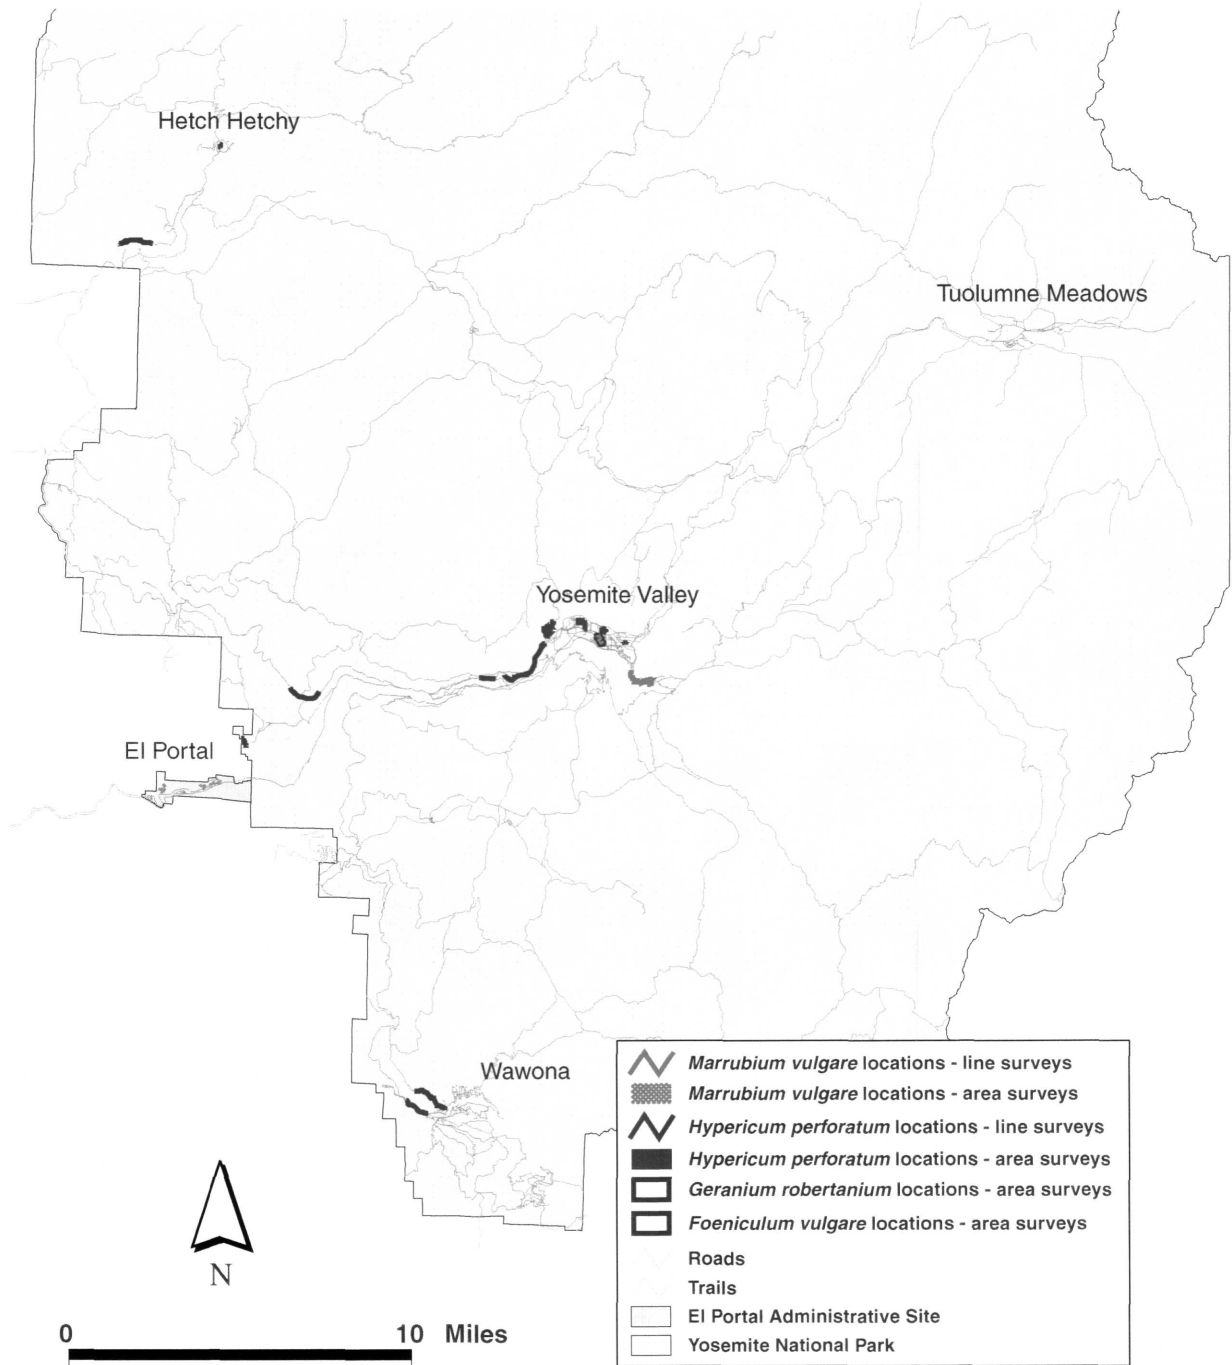 Hetch Hetchy
Tuolumne Meadows
Yosemite Valley
El Portal
Wawona
Marrubium vulgare locations - line surveys
Marrubium vulgare locations - area surveys
Hypericum perforatum locations - line surveys
Hypericum perforatum locations - area surveys
Geranium robertanium locations - area surveys
Foeniculum vulgare locations - area surveys
Roads
Trails
El Portal Administrative Site
Yosemite National Park
N
0 10 Miles